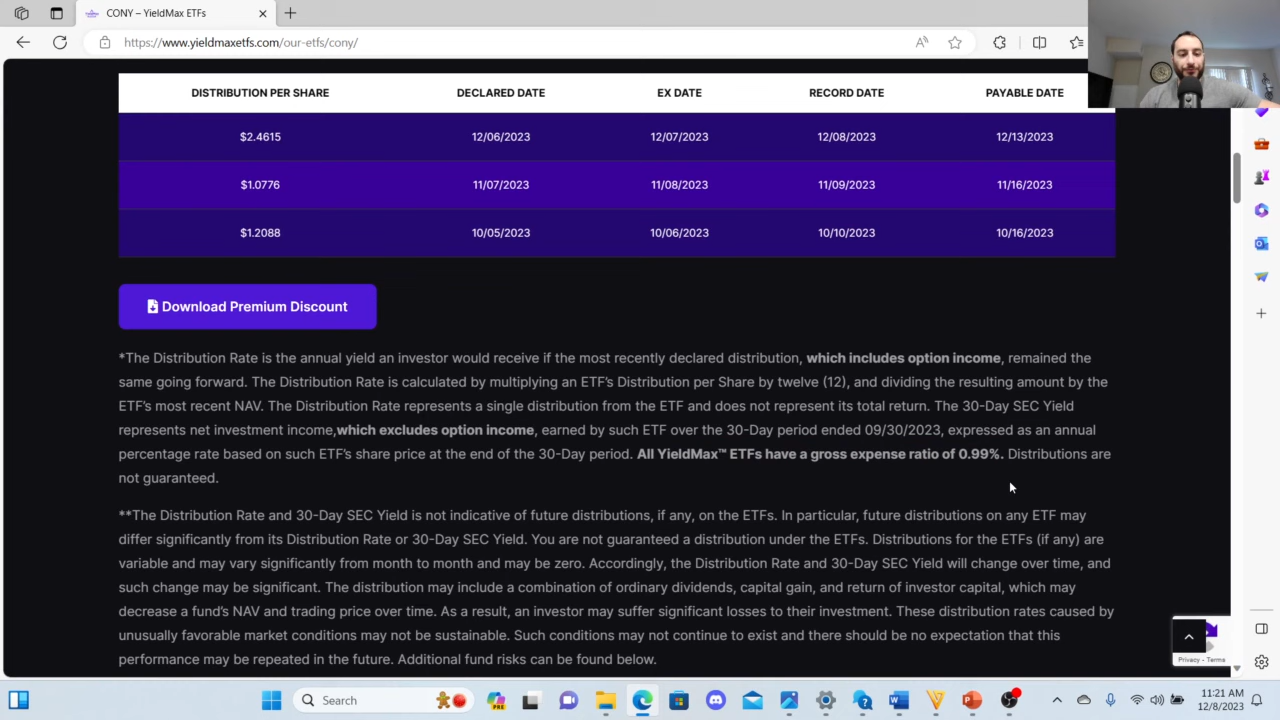 CONY – YieldMax ETFs
https://www.yieldmaxetfs.com/our-etfs/cony/
DISTRIBUTION PER SHARE DECLARED DATE EX DATE RECORD DATE PAYABLE DATE
$2.4615 12/06/2023 12/07/2023 12/08/2023 12/13/2023
$1.0776 11/07/2023 11/08/2023 11/09/2023 11/16/2023
$1.2088 10/05/2023 10/06/2023 10/10/2023 10/16/2023
Download Premium Discount
*The Distribution Rate is the annual yield an investor would receive if the most recently declared distribution, which includes option income, remained the
same going forward. The Distribution Rate is calculated by multiplying an ETF’s Distribution per Share by twelve (12), and dividing the resulting amount by the
ETF’s most recent NAV. The Distribution Rate represents a single distribution from the ETF and does not represent its total return. The 30-Day SEC Yield
represents net investment income,which excludes option income, earned by such ETF over the 30-Day period ended 09/30/2023, expressed as an annual
percentage rate based on such ETF’s share price at the end of the 30-Day period. All YieldMax™ ETFs have a gross expense ratio of 0.99%. Distributions are
not guaranteed.
**The Distribution Rate and 30-Day SEC Yield is not indicative of future distributions, if any, on the ETFs. In particular, future distributions on any ETF may
differ significantly from its Distribution Rate or 30-Day SEC Yield. You are not guaranteed a distribution under the ETFs. Distributions for the ETFs (if any) are
variable and may vary significantly from month to month and may be zero. Accordingly, the Distribution Rate and 30-Day SEC Yield will change over time, and
such change may be significant. The distribution may include a combination of ordinary dividends, capital gain, and return of investor capital, which may
decrease a fund’s NAV and trading price over time. As a result, an investor may suffer significant losses to their investment. These distribution rates caused by
unusually favorable market conditions may not be sustainable. Such conditions may not continue to exist and there should be no expectation that this
performance may be repeated in the future. Additional fund risks can be found below.
Privacy - Terms
Search
PRE
11:21 AM
12/8/2023